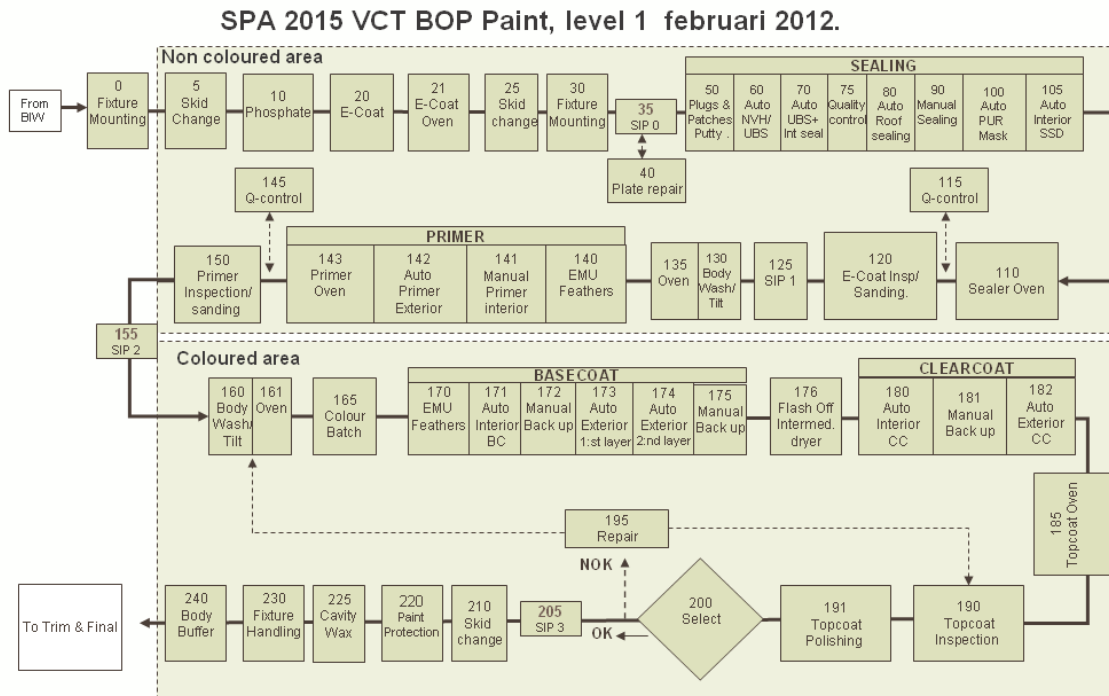 SPA 2015 VCT BOP Paint, level 1 februari 2012.
Non coloured area
From
BIW
0
Fixture
Mounting
5
Skid
Change
10
Phosphate
20
E-Coat
21
E-Coat
Oven
25
Skid
change
30
Fixture
Mounting
35
SIP 0
40
Plate repair
SEALING
50
Plugs &
Patches
Putty .
60
Auto
NVH/
UBS
70
Auto
UBS+
Int seal
75
Quality
control
80
Auto
Roof
sealing
90
Manual
Sealing
100
Auto
PUR
Mask
105
Auto
Interior
SSD
145
Q-control
115
Q-control
150
Primer
Inspection/
sanding
PRIMER
143
Primer
Oven
142
Auto
Primer
Exterior
141
Manual
Primer
interior
140
EMU
Feathers
135
Oven
130
Body
Wash/
Tilt
125
SIP 1
120
E-Coat Insp/
Sanding.
110
Sealer Oven
155
SIP 2
Coloured area
160
Body
Wash/
Tilt
161
Oven
165
Colour
Batch
BASECOAT
170
EMU
Feathers
171
Auto
Interior
BC
172
Manual
Back up
173
Auto
Exterior
1:st layer
174
Auto
Exterior
2:nd layer
175
Manual
Back up
176
Flash Off
Intermed.
dryer
CLEARCOAT
180
Auto
Interior
CC
181
Manual
Back up
182
Auto
Exterior
CC
185
Topcoat Oven
195
Repair
NOK
OK
To Trim & Final
240
Body
Buffer
230
Fixture
Handling
225
Cavity
Wax
220
Paint
Protection
210
Skid
change
205
SIP 3
200
Select
191
Topcoat
Polishing
190
Topcoat
Inspection